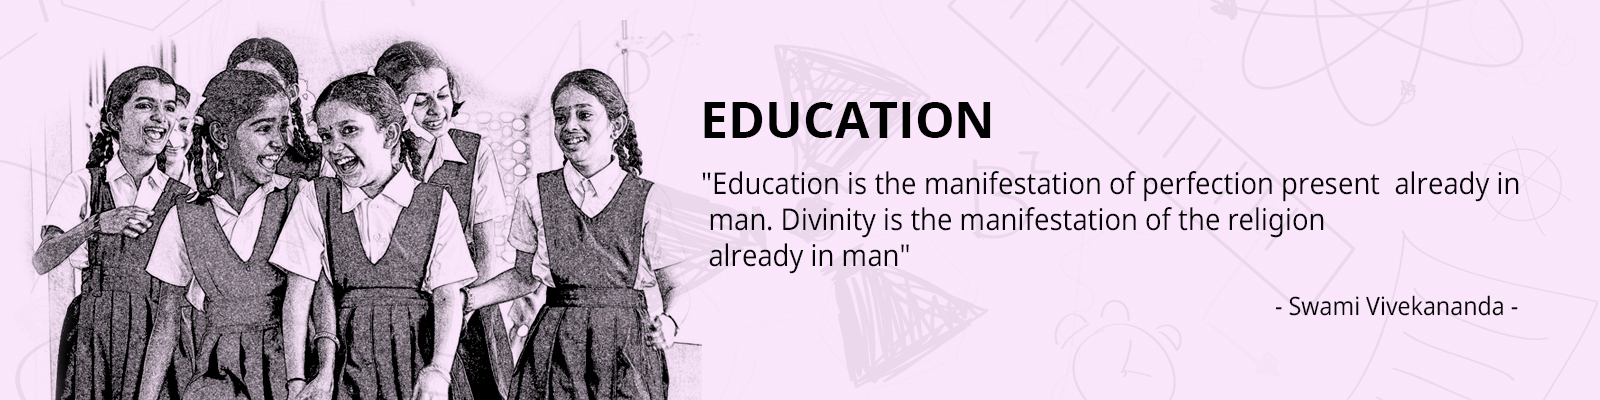 EDUCATION
"Education is the manifestation of perfection present  already in
man. Divinity is the manifestation of the religion
already in man"
- Swami Vivekananda -